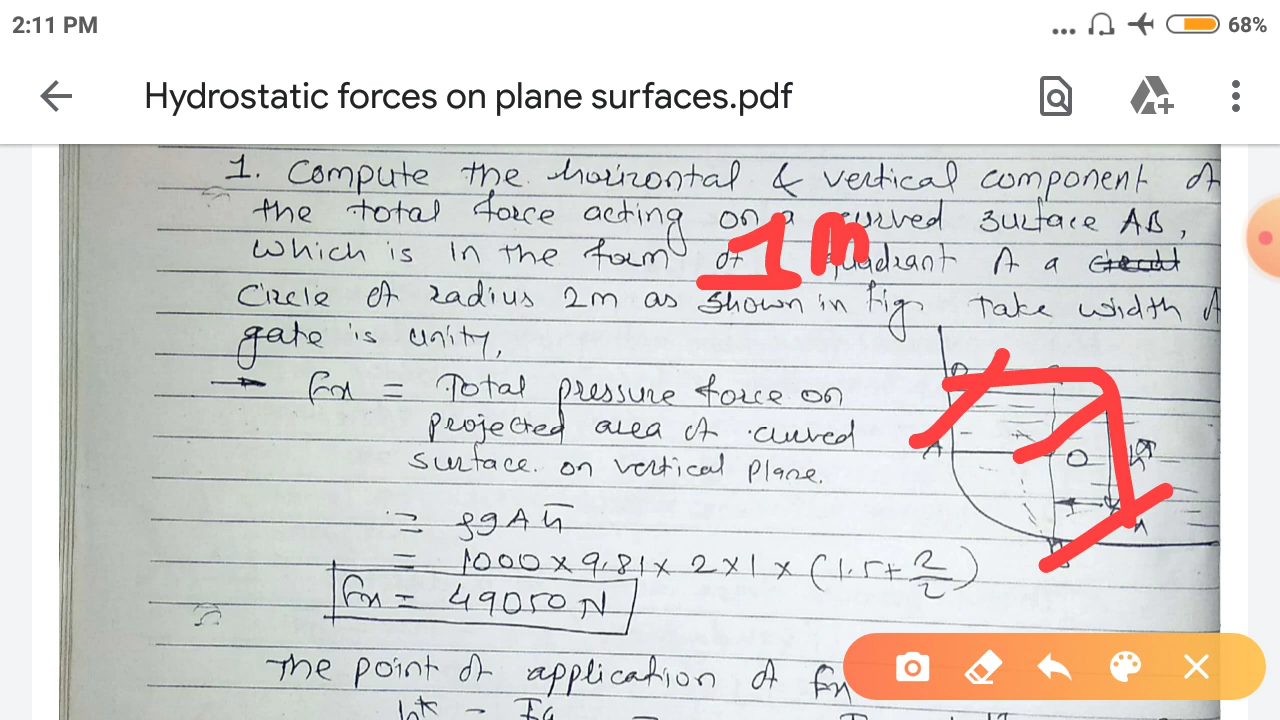 2:11 PM
68%
Hydrostatic forces on plane surfaces.pdf
1. Compute the horizontal & vertical component of
the total force acting on a curved surface AB,
which is in the form of quadrant of a
1m
Circle of radius 2m as shown in fig Take width of
gate is unity,
→ Fx = Total pressure force on
projected area of curved
surface. on vertical plane.
A
O
= ρgAh̄
= 1000 × 9.81 × 2 × 1 × (1.5 + 2/2)
Fx = 49050 N
The point of application of Fx
h* =